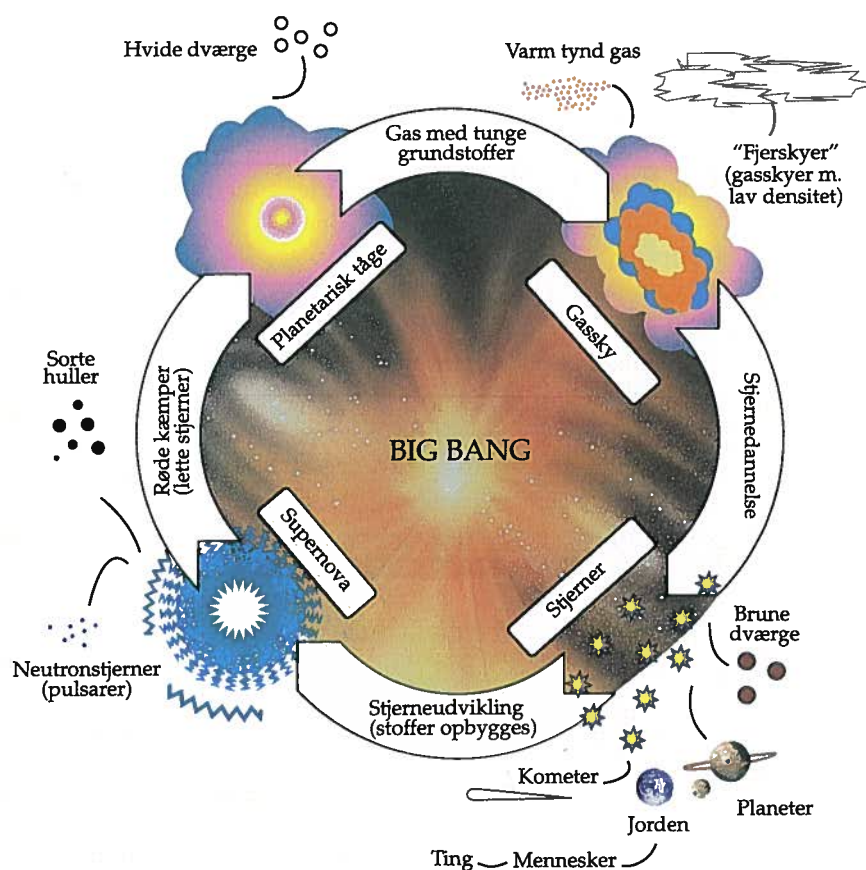 Hvide dværge
Varm tynd gas
"Fjerskyer"
(gasskyer m.
lav densitet)
Gas med tunge
grundstoffer
Planetarisk tåge
Gassky
Sorte
huller
Røde kæmper
(lette stjerner)
BIG BANG
Stjernedannelse
Supernova
Stjerner
Brune
dværge
Neutronstjerner
(pulsarer)
Stjerneudvikling
(stoffer opbygges)
Kometer
Jorden
Planeter
Ting
Mennesker